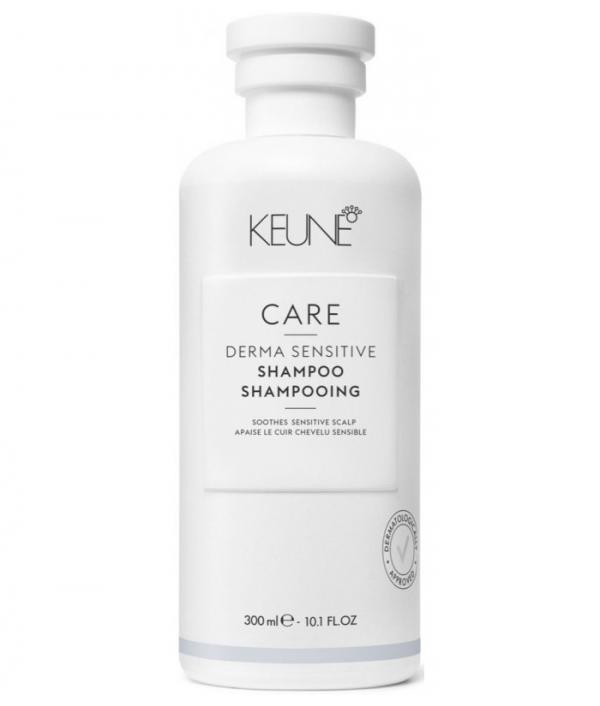 KEUNE
CARE
DERMA SENSITIVE
SHAMPOO
SHAMPOOING
SOOTHES SENSITIVE SCALP
APAISE LE CUIR CHEVELU SENSIBLE
DERMATOLOGICALLY
APPROVED
300 ml℮ - 10.1 FL.OZ